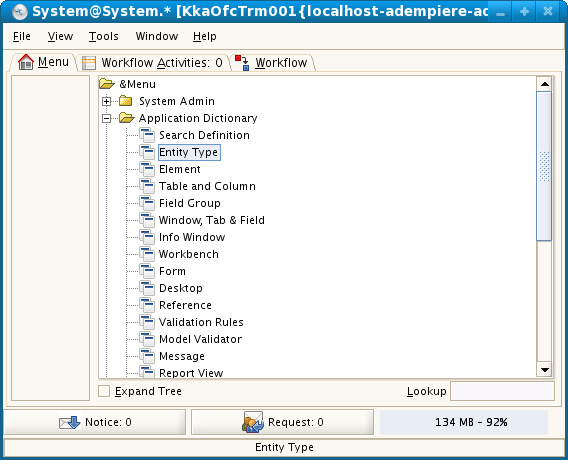 System@System.* [KkaOfcTrm001{localhost-adempiere-ad
File View Tools Window Help
Menu Workflow Activities: 0 Workflow
&Menu
System Admin
Application Dictionary
Search Definition
Entity Type
Element
Table and Column
Field Group
Window, Tab & Field
Info Window
Workbench
Form
Desktop
Reference
Validation Rules
Model Validator
Message
Report View
Expand Tree Lookup
Notice: 0 Request: 0 134 MB - 92%
Entity Type